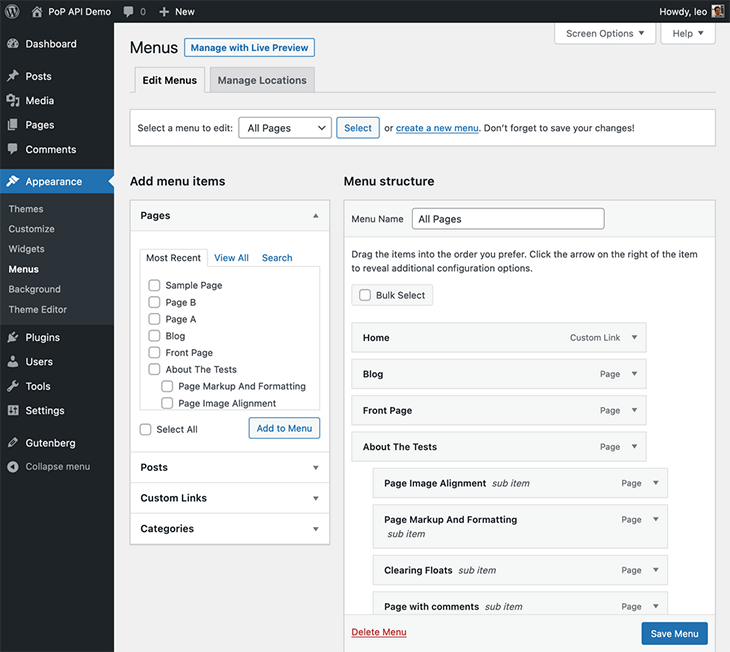 PoP API Demo 0 New Howdy, leo
Dashboard
Posts
Media
Pages
Comments
Appearance
Themes
Customize
Widgets
Menus
Background
Theme Editor
Plugins
Users
Tools
Settings
Gutenberg
Collapse menu
Screen Options ▼ Help ▼
Menus Manage with Live Preview
Edit Menus Manage Locations
Select a menu to edit: All Pages Select or create a new menu. Don’t forget to save your changes!
Add menu items
Pages
Most Recent View All Search
Sample Page
Page B
Page A
Blog
Front Page
About The Tests
Page Markup And Formatting
Page Image Alignment
Select All Add to Menu
Posts
Custom Links
Categories
Menu structure
Menu Name All Pages
Drag the items into the order you prefer. Click the arrow on the right of the item
to reveal additional configuration options.
Bulk Select
Home Custom Link
Blog Page
Front Page Page
About The Tests Page
Page Image Alignment sub item Page
Page Markup And Formatting Page
sub item
Clearing Floats sub item Page
Page with comments sub item Page
Delete Menu Save Menu